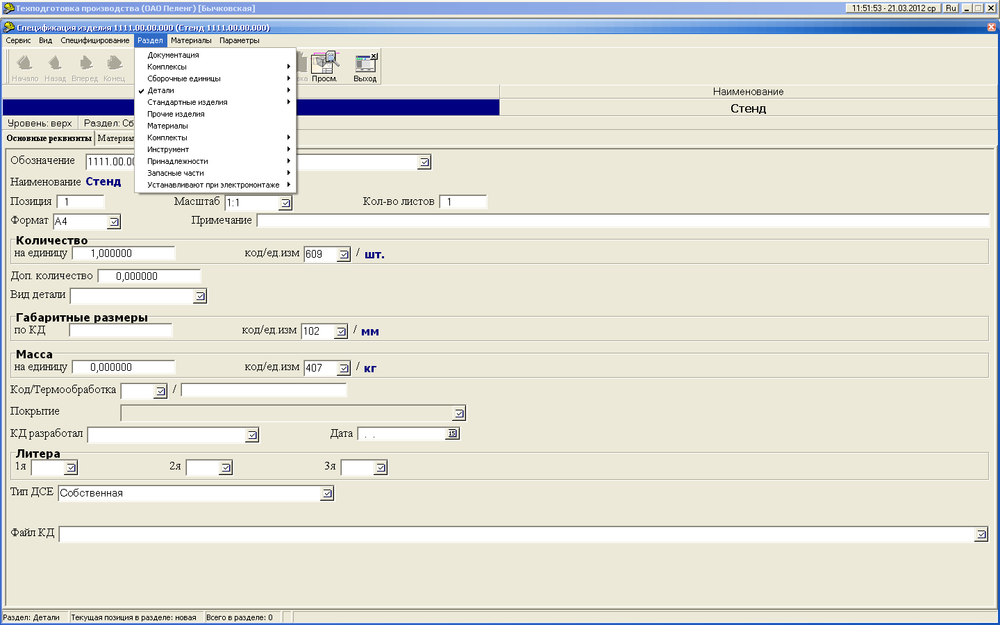 Техподготовка производства (ОАО Пеленг) [Бычковская] 11:51:53 - 21.03.2012 ср Ru
Спецификация изделия 1111.00.00.000 (Стенд 1111.00.00.000)
Сервис Вид Специфицирование Раздел Материалы Параметры
Документация
Комплексы
Сборочные единицы
Детали
Стандартные изделия
Прочие изделия
Материалы
Комплекты
Инструмент
Принадлежности
Запасные части
Устанавливают при электромонтаже
Начало Назад Вперед Конец вка Просм. Выход
Наименование
Стенд
Уровень: верх Раздел: Сб
Основные реквизиты Материал
Обозначение 1111.00.00
Наименование Стенд
Позиция 1 Масштаб 1:1 Кол-во листов 1
Формат А4 Примечание
Количество
на единицу 1,000000 код/ед.изм 609 / шт.
Доп. количество 0,000000
Вид детали
Габаритные размеры
по КД код/ед.изм 102 / мм
Масса
на единицу 0,000000 код/ед.изм 407 / кг
Код/Термообработка /
Покрытие
КД разработал Дата . . 15
Литера
1я 2я 3я
Тип ДСЕ Собственная
Файл КД
Раздел: Детали Текущая позиция в разделе: новая Всего в разделе: 0